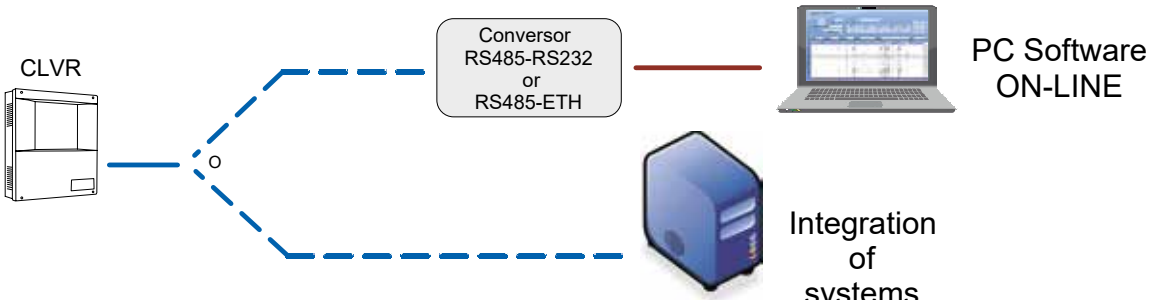 CLVR
Conversor
RS485-RS232
or
RS485-ETH
PC Software
ON-LINE
O
Integration
of
systems